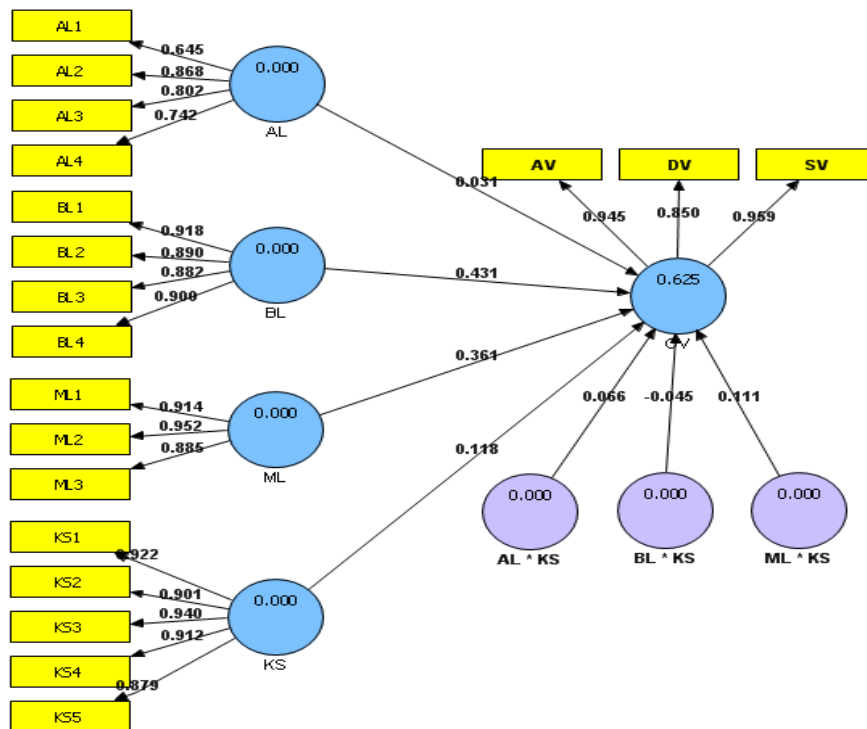 AL1
AL2
AL3
AL4
0.645
0.868
0.802
0.742
0.000
AL
BL1
BL2
BL3
BL4
0.918
0.890
0.882
0.900
0.000
BL
ML1
ML2
ML3
0.914
0.952
0.885
0.000
ML
KS1
KS2
KS3
KS4
KS5
0.922
0.901
0.940
0.912
0.879
0.000
KS
0.031
0.431
0.361
0.118
AV
DV
SV
0.945
0.850
0.959
0.625
0.066
-0.045
0.111
0.000
AL * KS
0.000
BL * KS
0.000
ML * KS